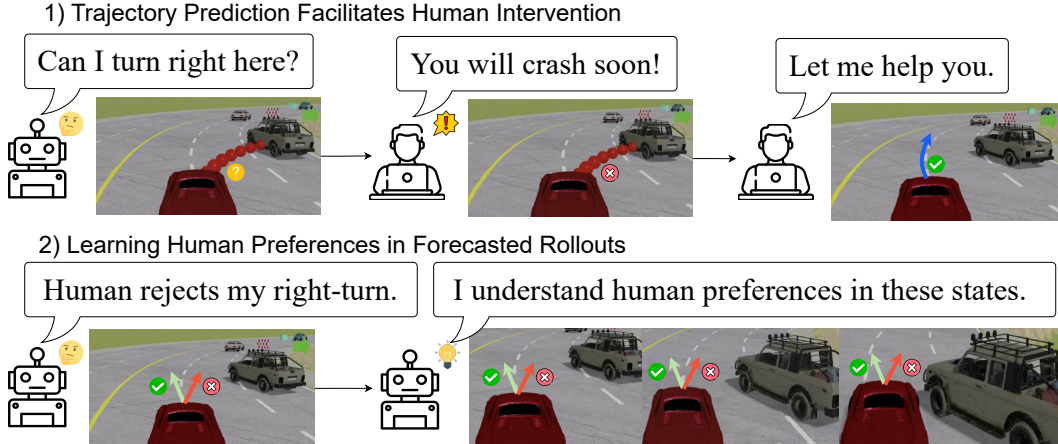 1) Trajectory Prediction Facilitates Human Intervention
Can I turn right here?
You will crash soon!
Let me help you.
?
!
2) Learning Human Preferences in Forecasted Rollouts
Human rejects my right-turn.
I understand human preferences in these states.